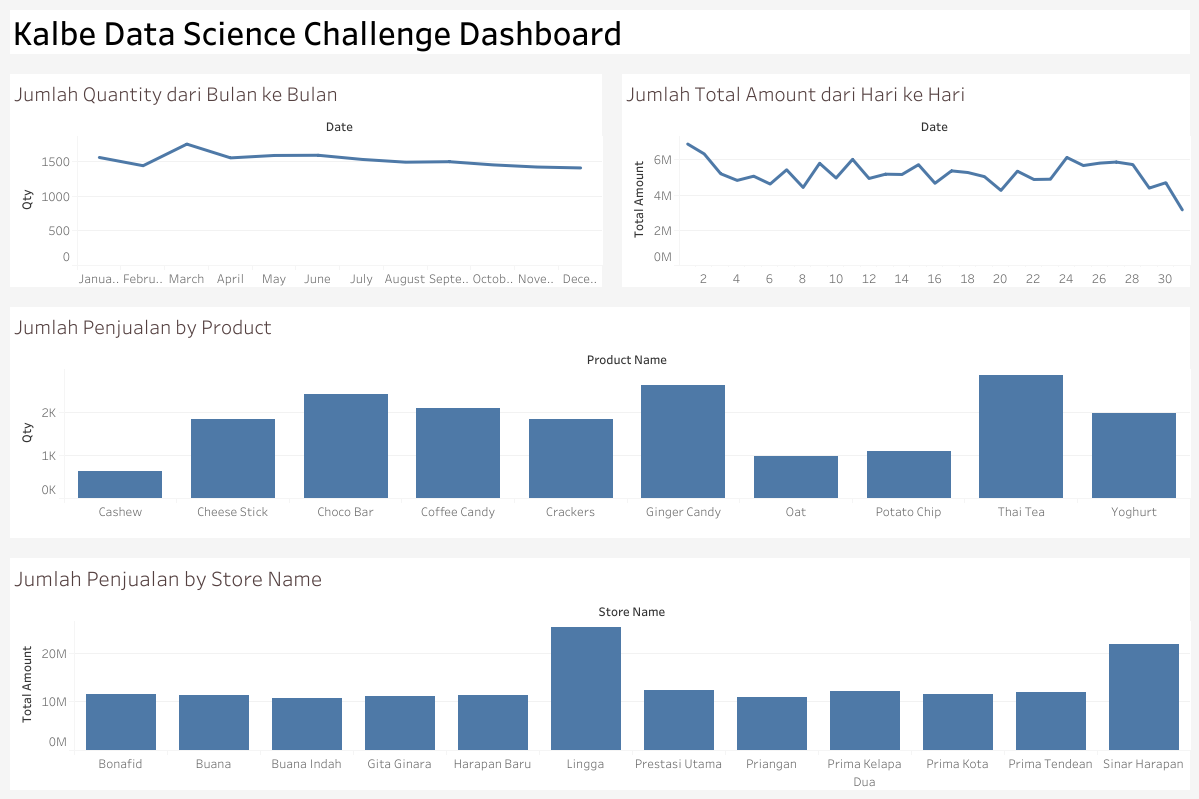 Kalbe Data Science Challenge Dashboard
Jumlah Quantity dari Bulan ke Bulan
Date
Qty
1500
1000
500
0
Janua.. Febru.. March April May June July August Septe.. Octob.. Nove.. Dece..
Jumlah Total Amount dari Hari ke Hari
Date
Total Amount
6M
4M
2M
0M
2 4 6 8 10 12 14 16 18 20 22 24 26 28 30
Jumlah Penjualan by Product
Product Name
Qty
2K
1K
0K
Cashew Cheese Stick Choco Bar Coffee Candy Crackers Ginger Candy Oat Potato Chip Thai Tea Yoghurt
Jumlah Penjualan by Store Name
Store Name
Total Amount
20M
10M
0M
Bonafid Buana Buana Indah Gita Ginara Harapan Baru Lingga Prestasi Utama Priangan Prima Kelapa Prima Kota Prima Tendean Sinar Harapan
Dua